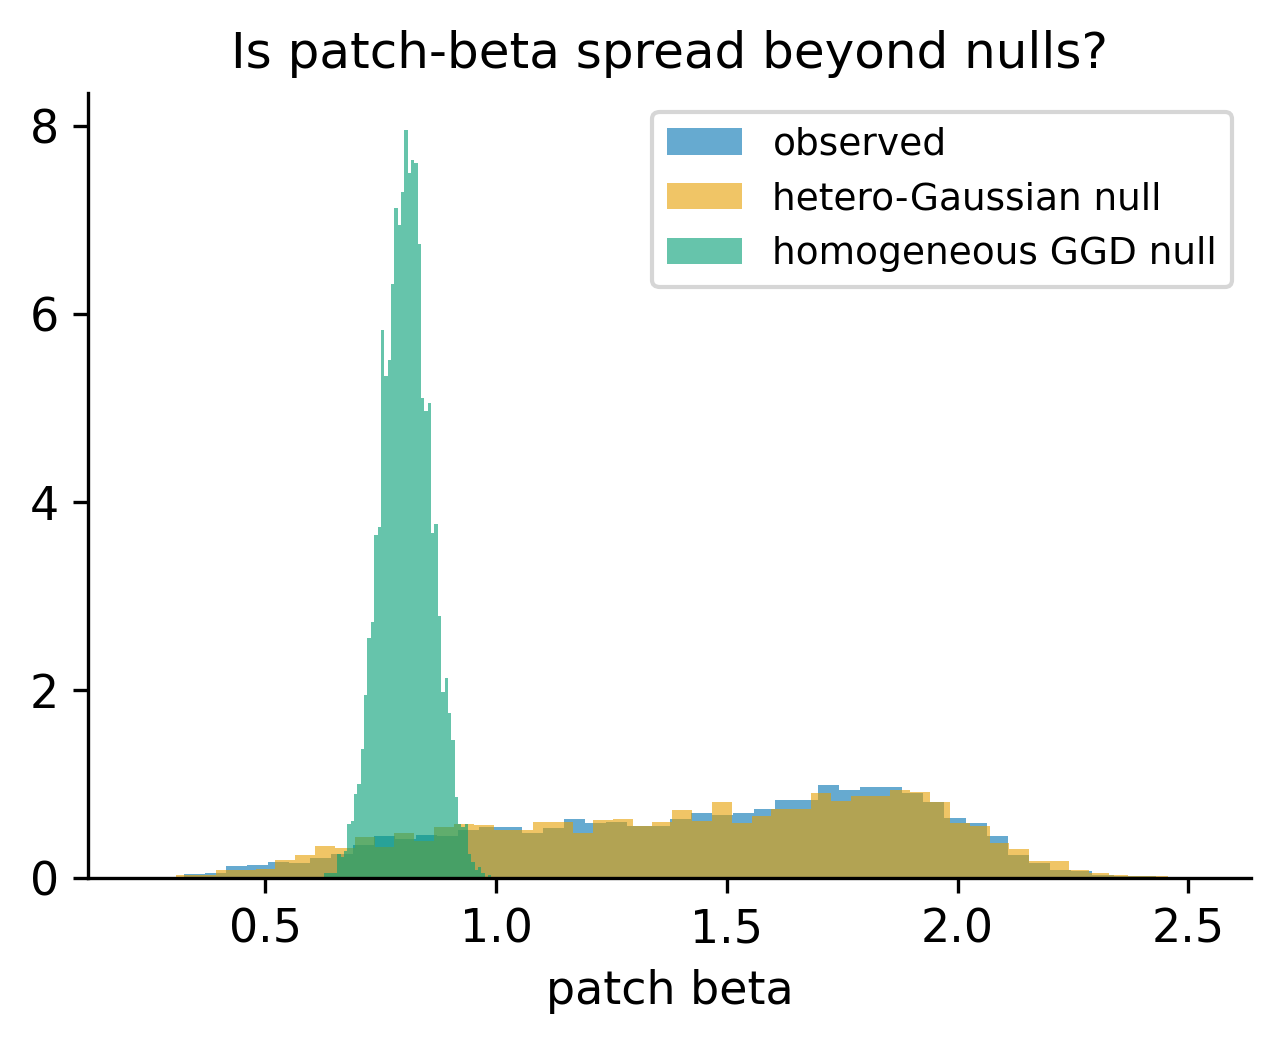 Is patch-beta spread beyond nulls?
observed
hetero-Gaussian null
homogeneous GGD null
8
6
4
2
0
0.5 1.0 1.5 2.0 2.5
patch beta